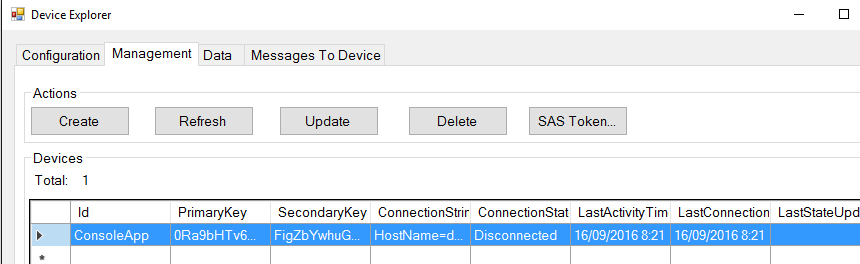 Device Explorer
Configuration Management Data Messages To Device
Actions
Create Refresh Update Delete SAS Token...
Devices
Total: 1
Id PrimaryKey SecondaryKey ConnectionStrin ConnectionStat LastActivityTim LastConnection LastStateUpd
ConsoleApp 0Ra9bHTv6... FigZbYwhuG... HostName=d... Disconnected 16/09/2016 8:21 16/09/2016 8:21
*